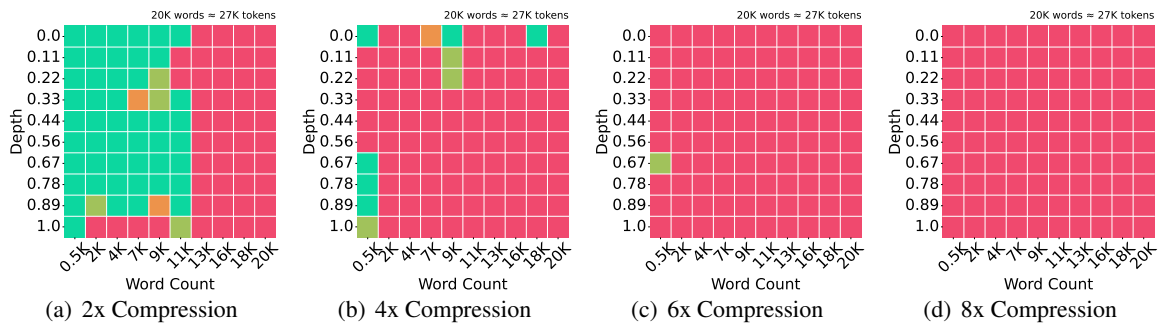 20K words ≈ 27K tokens
Depth
0.0
0.11
0.22
0.33
0.44
0.56
0.67
0.78
0.89
1.0
0.5K 2K 4K 7K 9K 11K 13K 16K 18K 20K
Word Count
(a) 2x Compression
20K words ≈ 27K tokens
Depth
0.0
0.11
0.22
0.33
0.44
0.56
0.67
0.78
0.89
1.0
0.5K 2K 4K 7K 9K 11K 13K 16K 18K 20K
Word Count
(b) 4x Compression
20K words ≈ 27K tokens
Depth
0.0
0.11
0.22
0.33
0.44
0.56
0.67
0.78
0.89
1.0
0.5K 2K 4K 7K 9K 11K 13K 16K 18K 20K
Word Count
(c) 6x Compression
20K words ≈ 27K tokens
Depth
0.0
0.11
0.22
0.33
0.44
0.56
0.67
0.78
0.89
1.0
0.5K 2K 4K 7K 9K 11K 13K 16K 18K 20K
Word Count
(d) 8x Compression